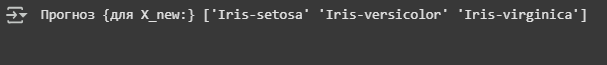 Прогноз {для X_new:} ['Iris-setosa' 'Iris-versicolor' 'Iris-virginica']